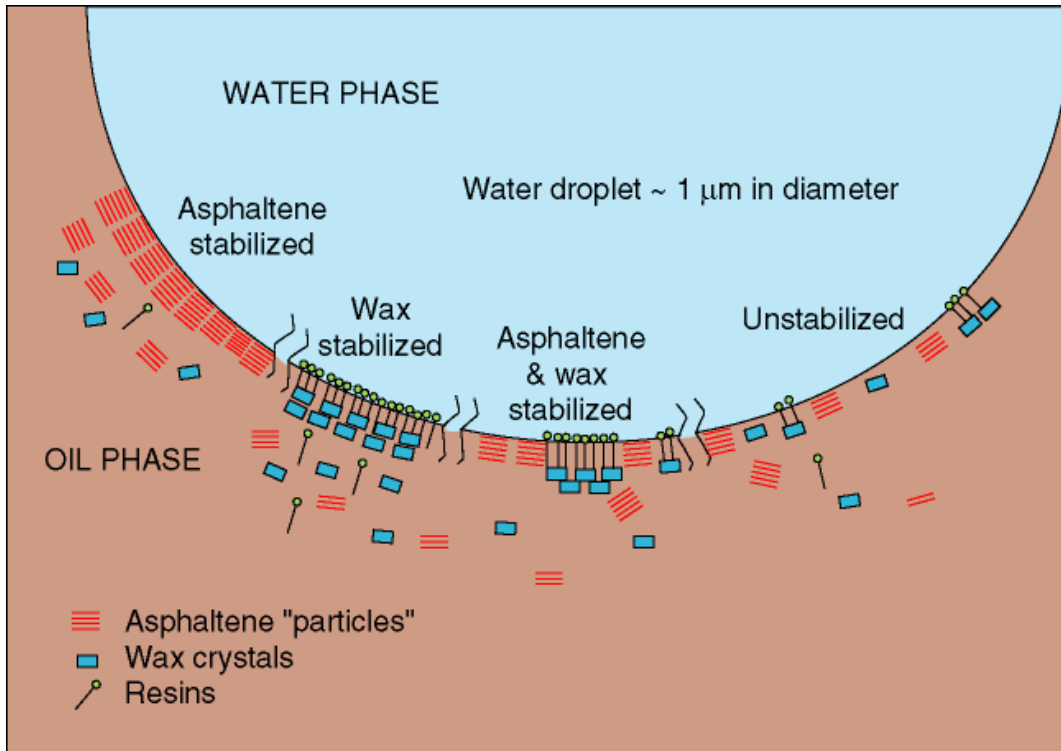 WATER PHASE
Water droplet ~ 1 μm in diameter
Asphaltene
stabilized
Wax
stabilized
Asphaltene
& wax
stabilized
Unstabilized
OIL PHASE
Asphaltene "particles"
Wax crystals
Resins